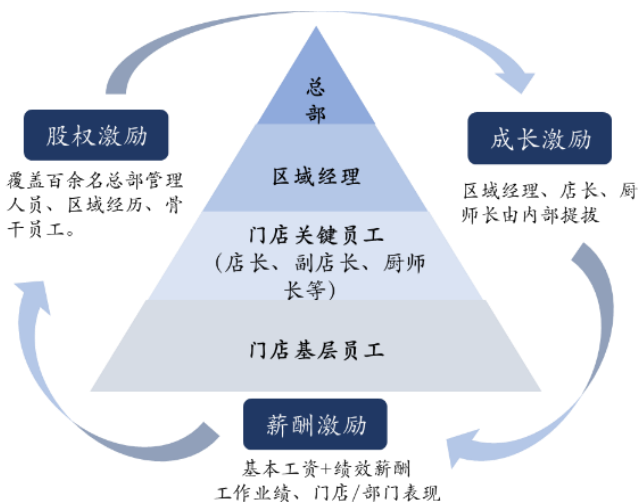 总
部
股权激励
覆盖百余名总部管理
人员、区域经历、骨
干员工。
成长激励
区域经理、店长、厨
师长由内部提拔
区域经理
门店关键员工
（店长、副店长、厨师
长等）
门店基层员工
薪酬激励
基本工资+绩效薪酬
工作业绩、门店/部门表现